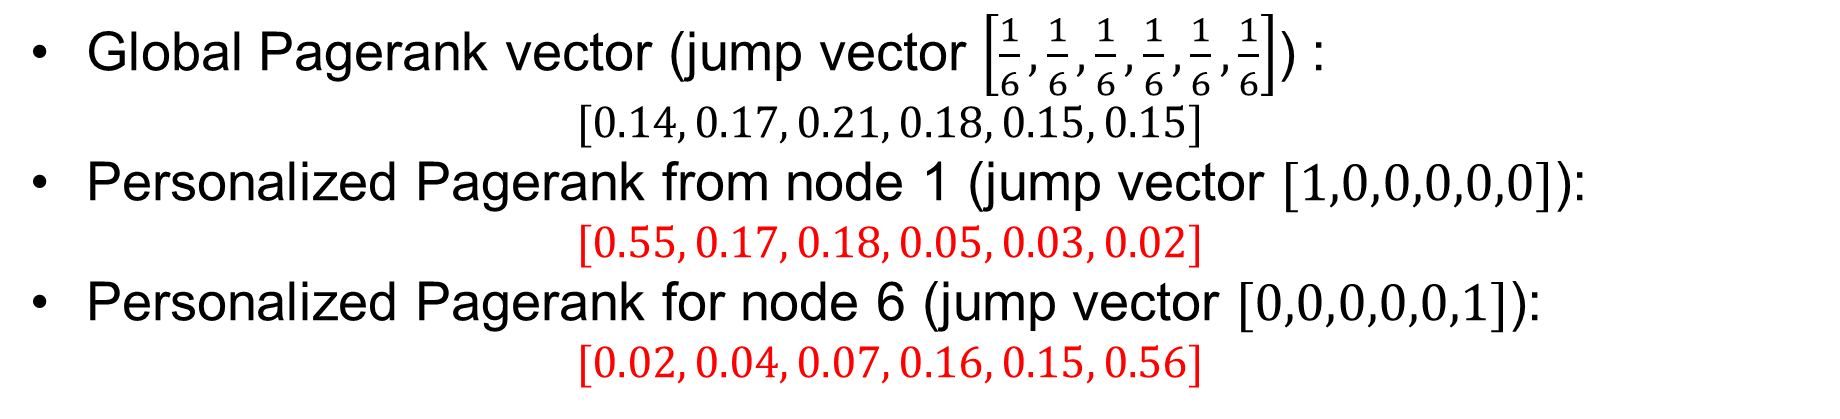 • Global Pagerank vector (jump vector [1/6, 1/6, 1/6, 1/6, 1/6, 1/6]) :
[0.14, 0.17, 0.21, 0.18, 0.15, 0.15]
• Personalized Pagerank from node 1 (jump vector [1,0,0,0,0,0]):
[0.55, 0.17, 0.18, 0.05, 0.03, 0.02]
• Personalized Pagerank for node 6 (jump vector [0,0,0,0,0,1]):
[0.02, 0.04, 0.07, 0.16, 0.15, 0.56]